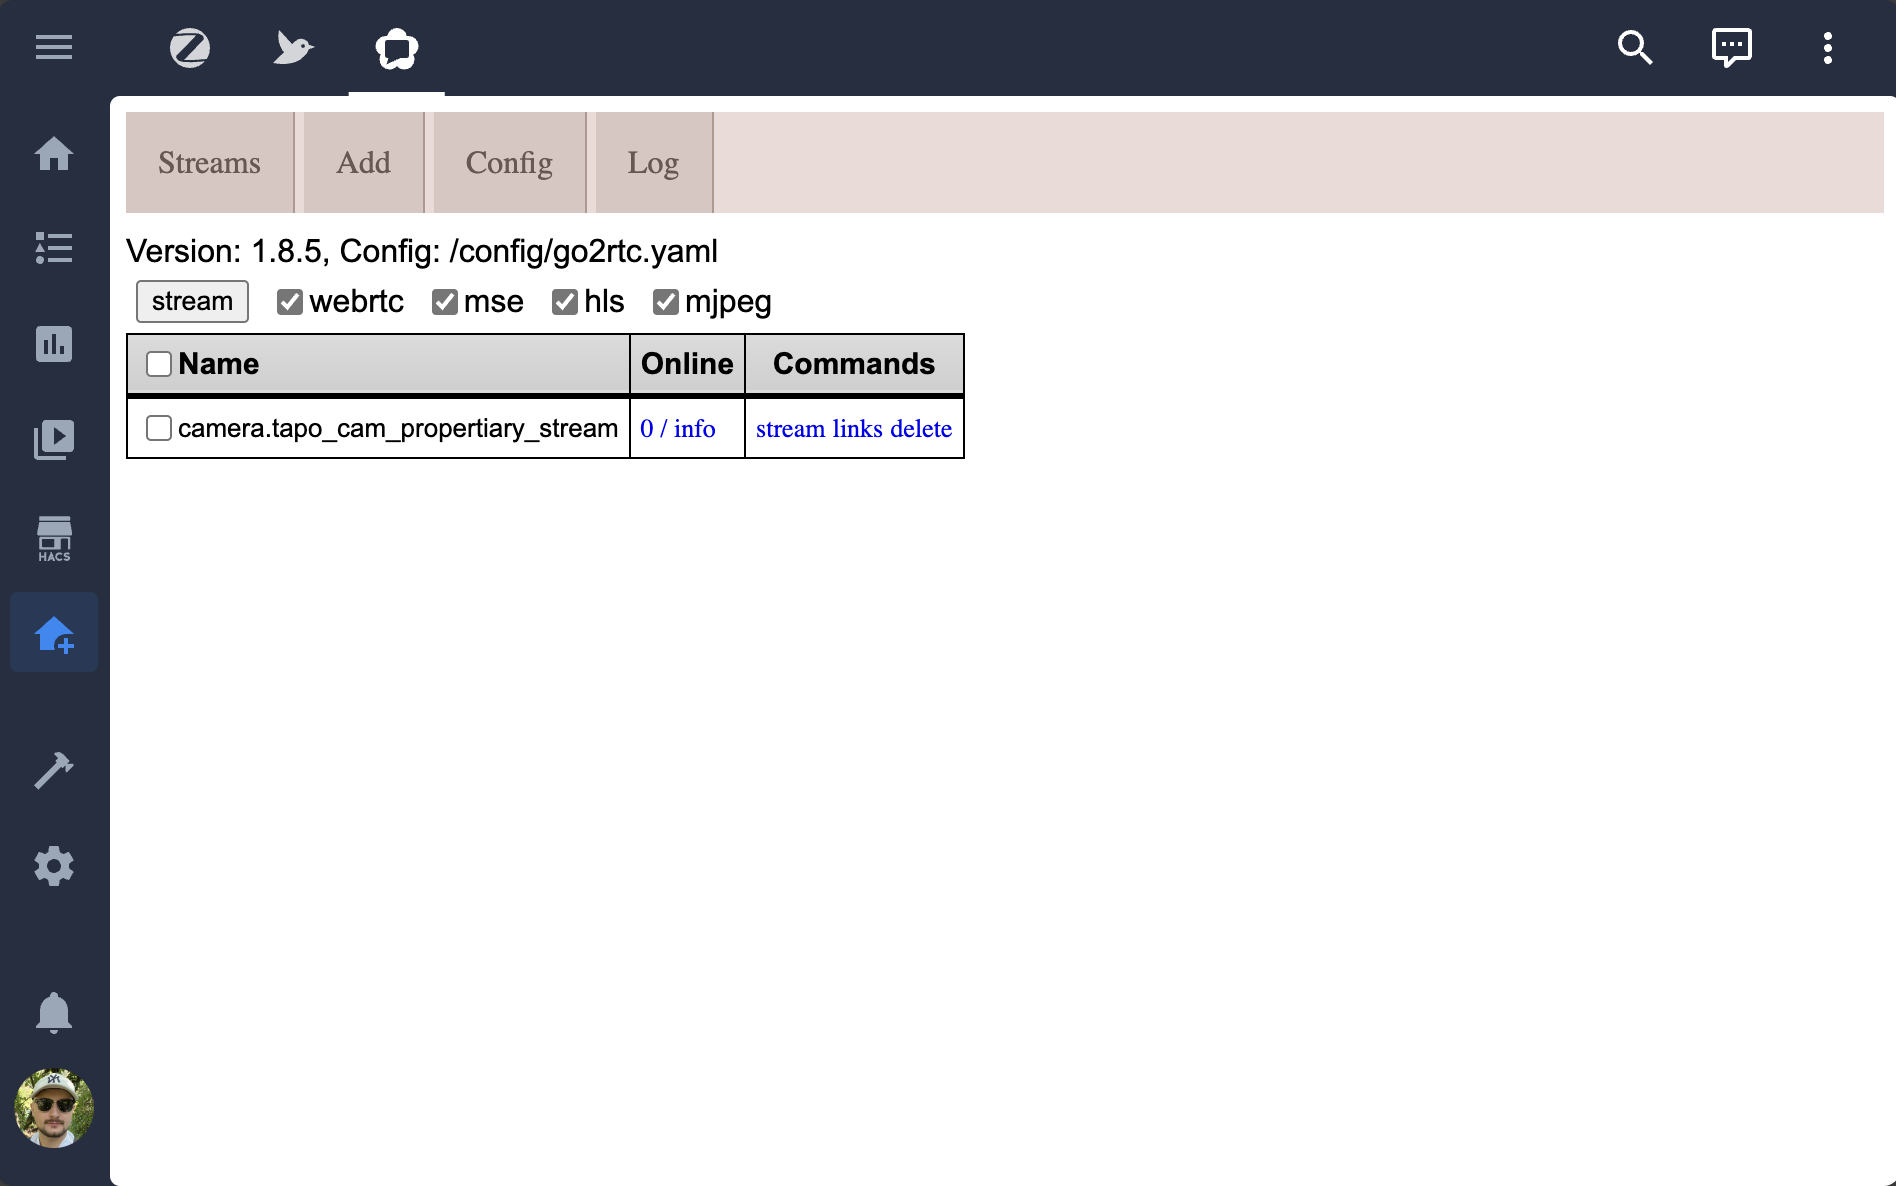 Streams Add Config Log
Version: 1.8.5, Config: /config/go2rtc.yaml
stream webrtc mse hls mjpeg
Name Online Commands
camera.tapo_cam_propertiary_stream 0 / info stream links delete
HACS